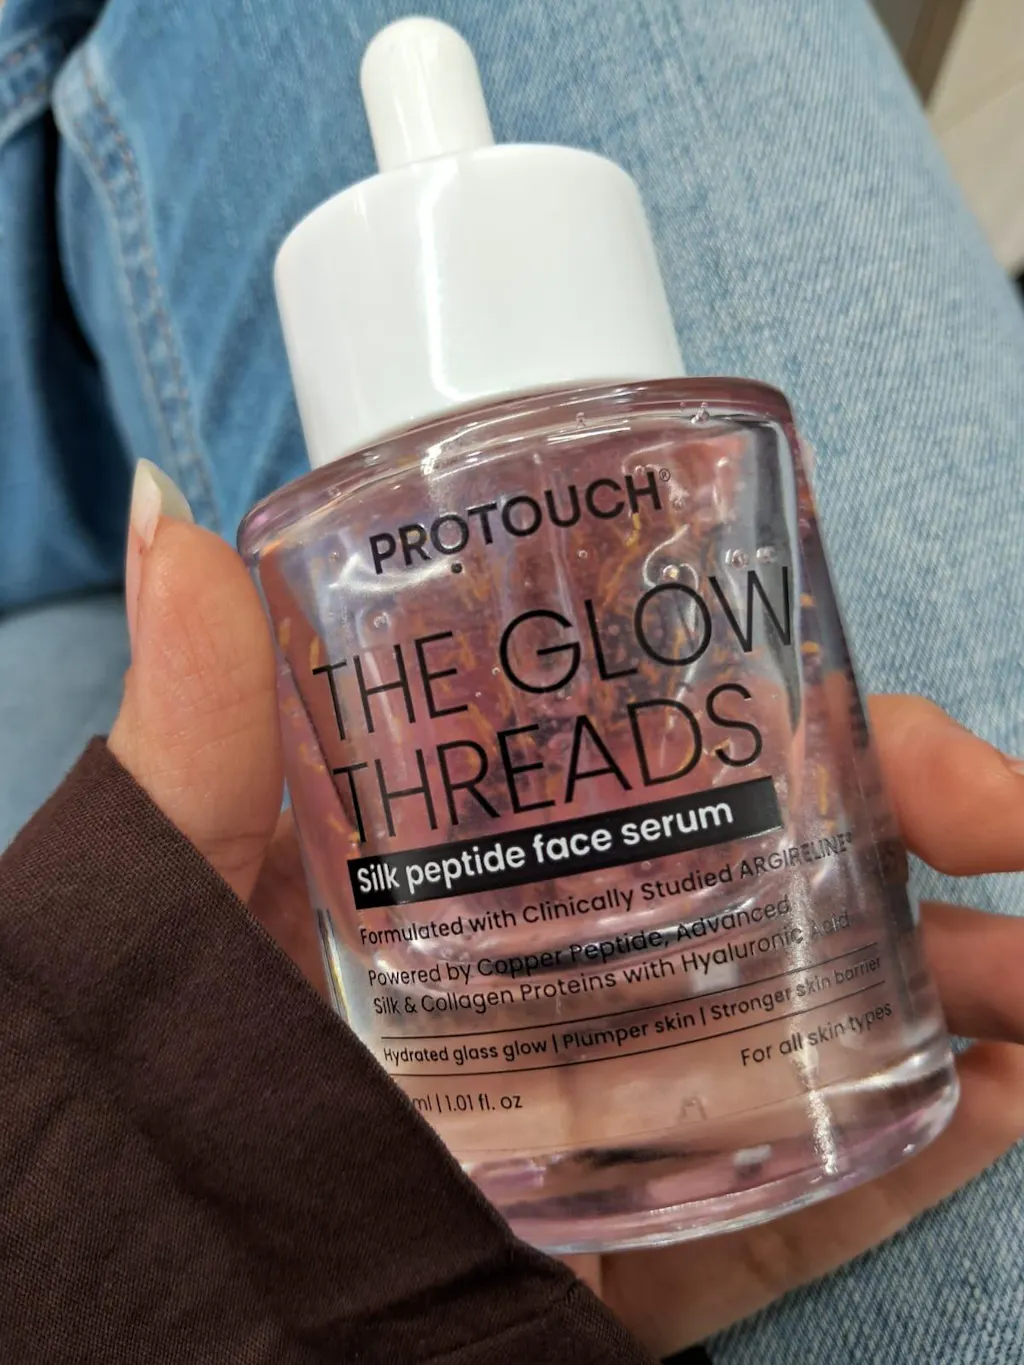 PROTOUCH®
THE GLOW
THREADS
Silk peptide face serum
Formulated with Clinically Studied ARGIRELINE®
Powered by Copper Peptide, Advanced
Silk & Collagen Proteins with Hyaluronic Acid
Hydrated glass glow | Plumper skin | Stronger skin barrier
For all skin types
ml | 1.01 fl. oz